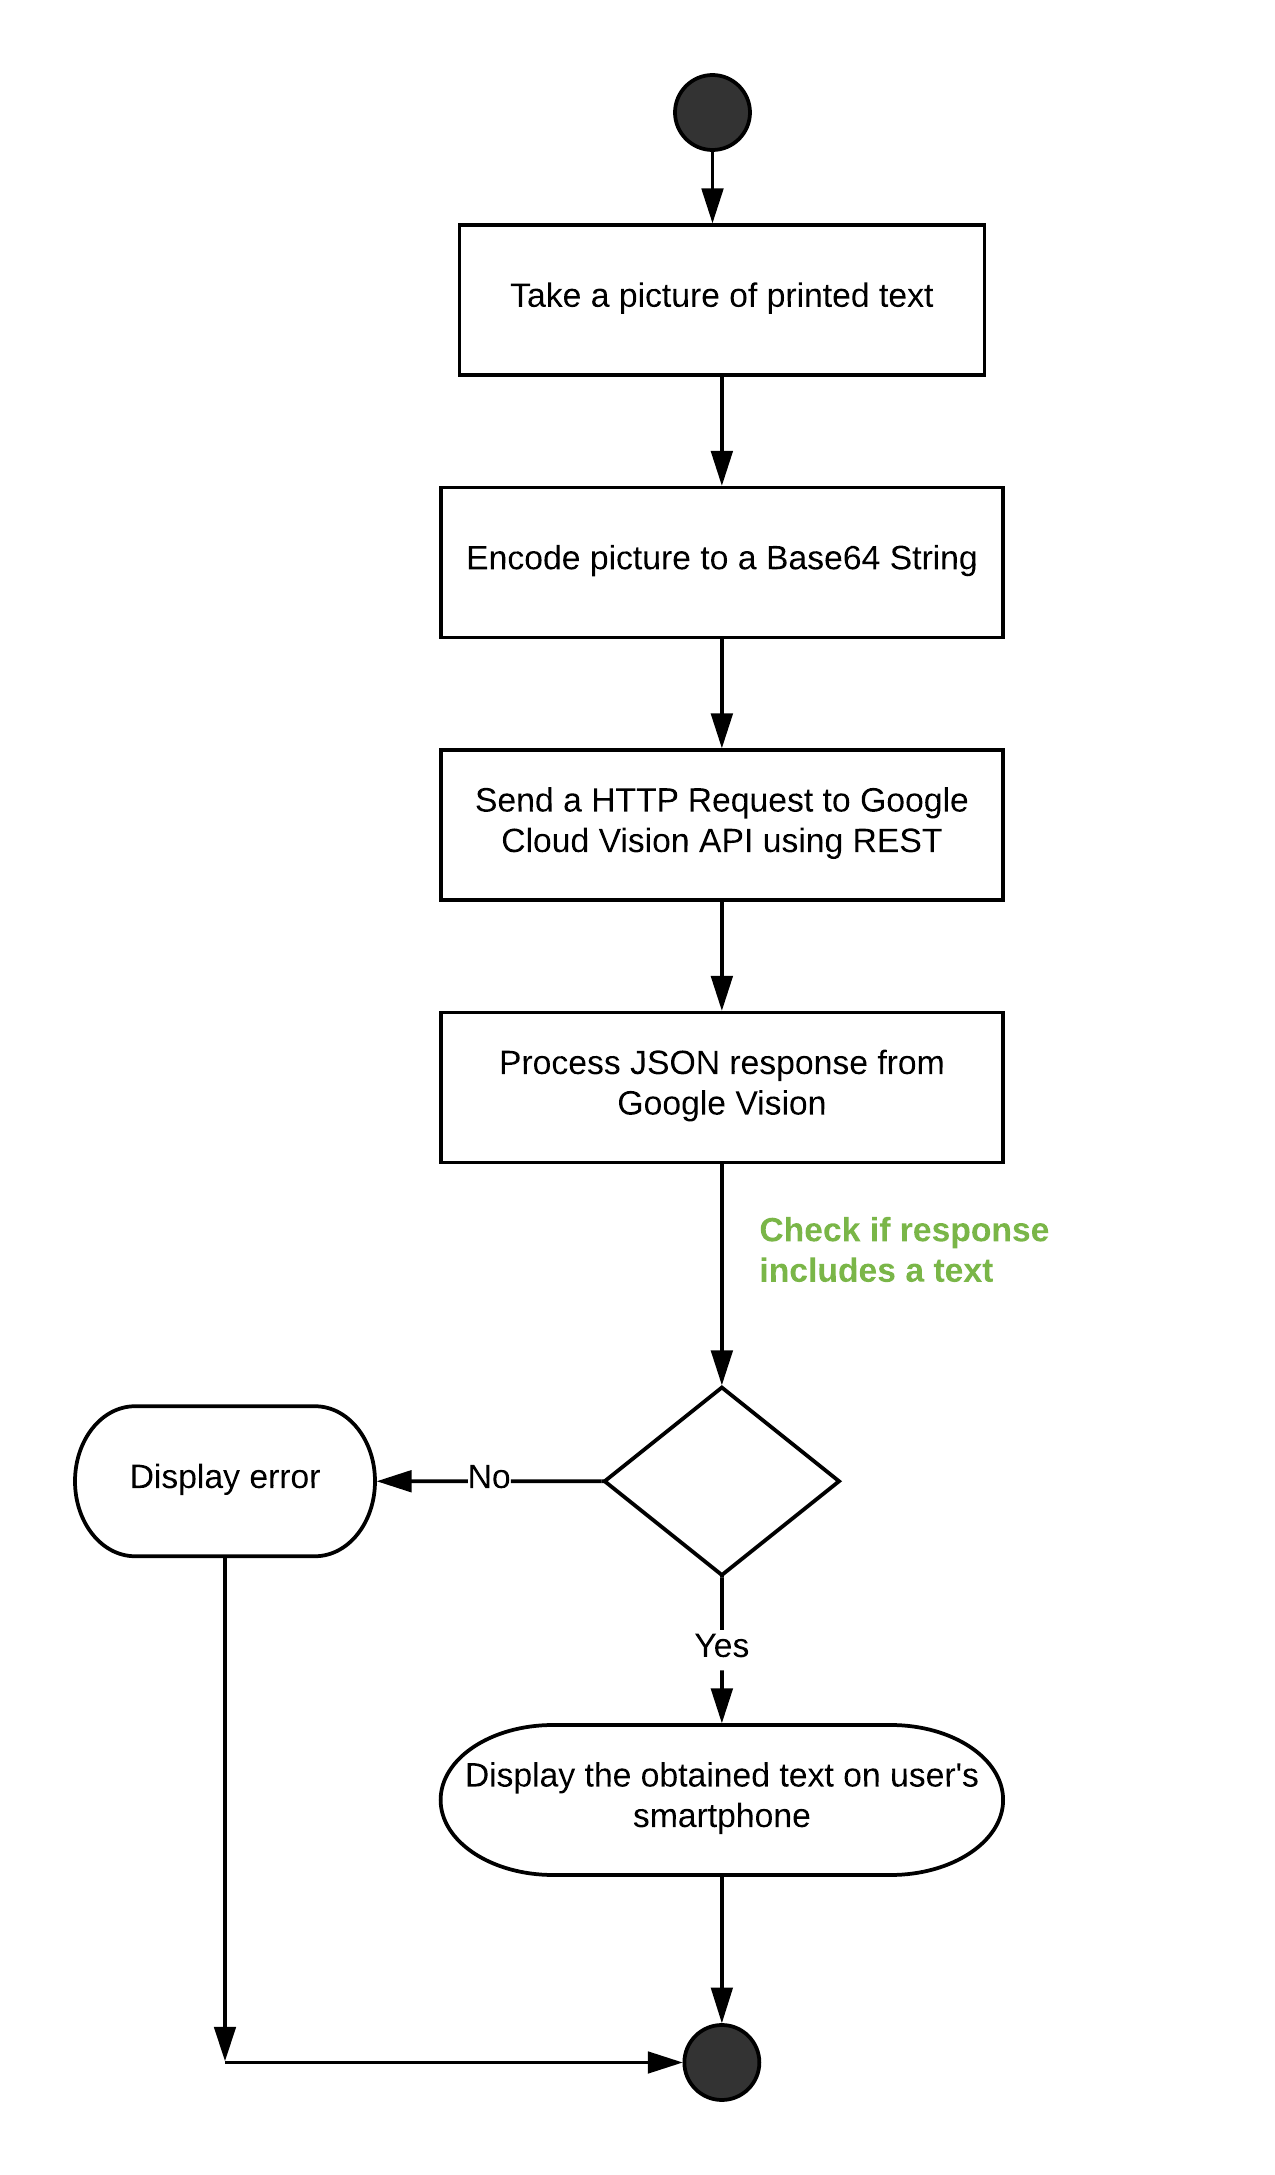 Take a picture of printed text
Encode picture to a Base64 String
Send a HTTP Request to Google
Cloud Vision API using REST
Process JSON response from
Google Vision
Check if response
includes a text
Display error
No
Yes
Display the obtained text on user's
smartphone